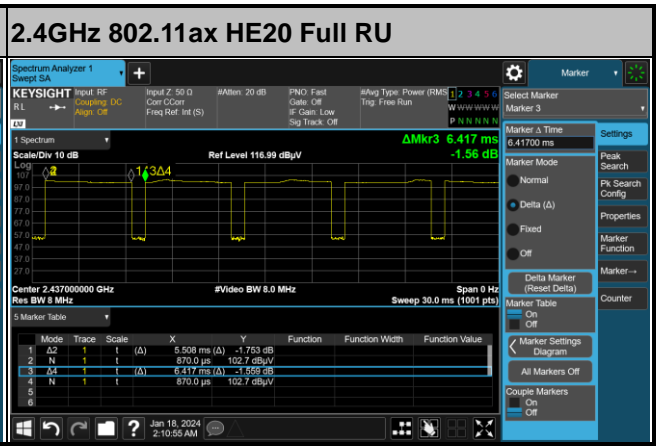 2.4GHz 802.11ax HE20 Full RU
Spectrum Analyzer 1
Swept SA
+
Marker
KEYSIGHT
RL
LXI
Input: RF
Coupling: DC
Align: Off
Input Z: 50 Ω
Corr CCorr
Freq Ref: Int (S)
#Atten: 20 dB
PNO: Fast
Gate: Off
IF Gain: Low
Sig Track: Off
#Avg Type: Power (RMS
Trig: Free Run
1 2 3 4 5 6
W W W W W W
P N N N N N
Select Marker
Marker 3
1 Spectrum
ΔMkr3 6.417 ms
-1.56 dB
Scale/Div 10 dB
Ref Level 116.99 dBµV
Log
107
97.0
87.0
77.0
67.0
57.0
47.0
37.0
27.0
3Δ4
Center 2.437000000 GHz
#Video BW 8.0 MHz
Span 0 Hz
Res BW 8 MHz
Sweep 30.0 ms (1001 pts)
5 Marker Table
Mode Trace Scale X Y Function Function Width Function Value
1 Δ2 1 t (Δ) 5.508 ms (Δ) -1.753 dB
2 N 1 t 870.0 µs 102.7 dBµV
3 Δ4 1 t (Δ) 6.417 ms (Δ) -1.559 dB
4 N 1 t 870.0 µs 102.7 dBµV
5
6
Marker Δ Time
6.41700 ms
Marker Mode
Normal
Delta (Δ)
Fixed
Off
Delta Marker
(Reset Delta)
Marker Table
On
Off
Marker Settings
Diagram
All Markers Off
Couple Markers
On
Off
Settings
Peak
Search
Pk Search
Config
Properties
Marker
Function
Marker→
Counter
?
Jan 18, 2024
2:10:55 AM